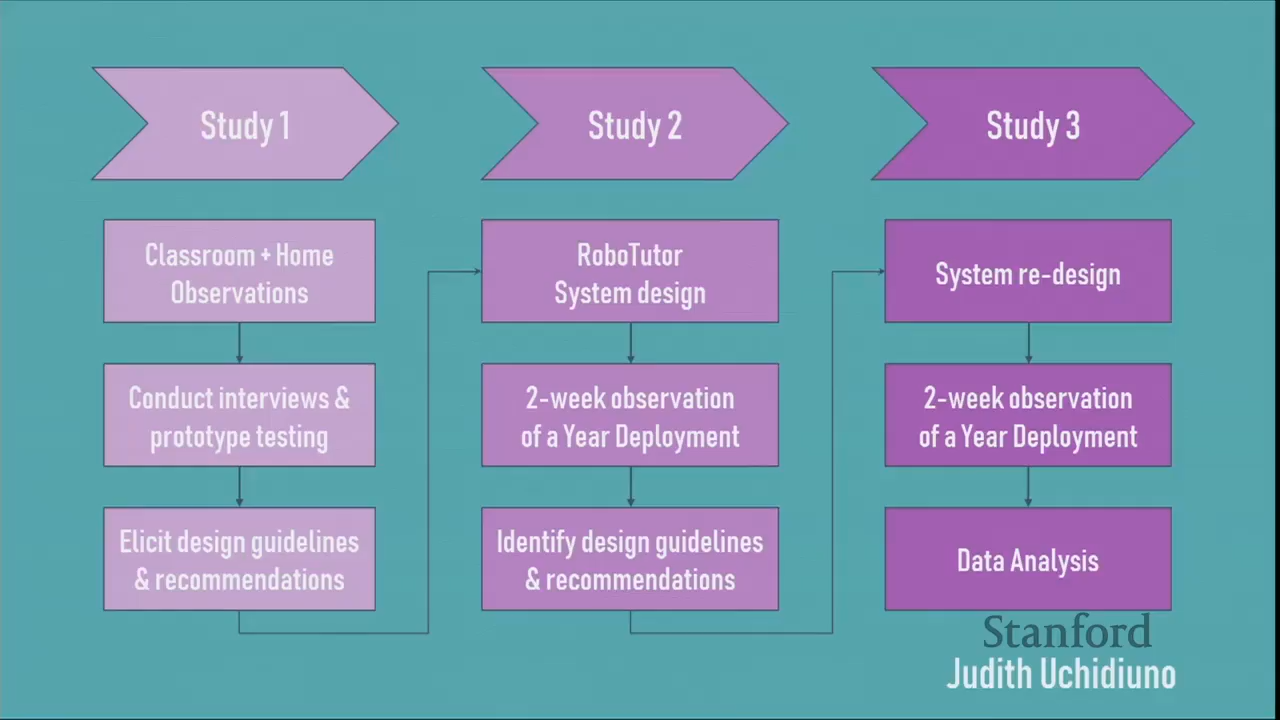 Study 1
Study 2
Study 3
Classroom + Home
Observations
Conduct interviews &
prototype testing
Elicit design guidelines
& recommendations
RoboTutor
System design
2-week observation
of a Year Deployment
Identify design guidelines
& recommendations
System re-design
2-week observation
of a Year Deployment
Data Analysis
Stanford
Judith Uchidiuno